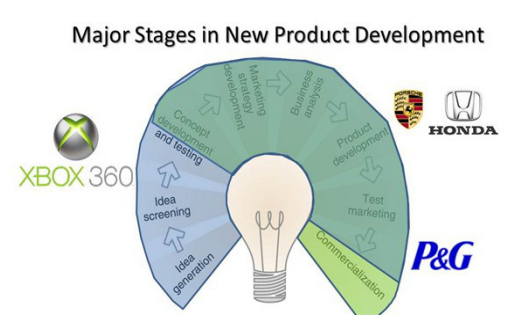 Major Stages in New Product Development
Idea
generation
Idea
screening
Concept
development
and testing
Marketing
strategy
development
Business
analysis
Product
development
Test
marketing
Commercialization
XBOX 360
PORSCHE
HONDA
P&G